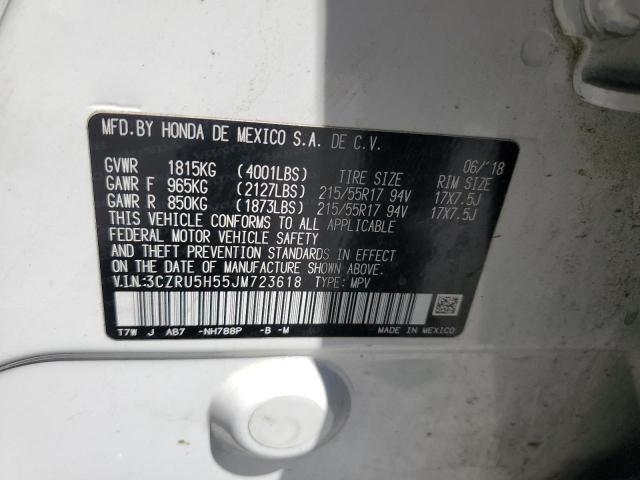 MFD.BY HONDA DE MEXICO S.A. DE C.V.
06/'18
GVWR 1815KG (4001LBS) TIRE SIZE RIM SIZE
GAWR F 965KG (2127LBS) 215/55R17 94V 17X7.5J
GAWR R 850KG (1873LBS) 215/55R17 94V 17X7.5J
THIS VEHICLE CONFORMS TO ALL APPLICABLE
FEDERAL MOTOR VEHICLE SAFETY
AND THEFT PREVENTION STANDARDS IN EFFECT
ON THE DATE OF MANUFACTURE SHOWN ABOVE.
V.I.N:3CZRU5H55JM723618 TYPE: MPV
T7W J AB7 -NH788P -B -M MADE IN MEXICO